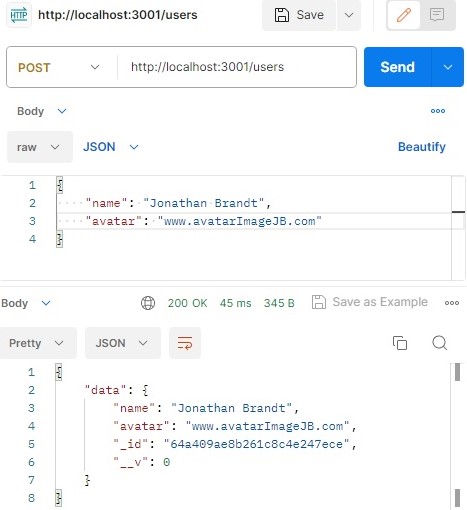 HTTP http://localhost:3001/users Save
POST http://localhost:3001/users Send
Body
raw JSON Beautify
1 {
2 "name": "Jonathan Brandt",
3 "avatar": "www.avatarImageJB.com"
4 }
Body 200 OK 45 ms 345 B Save as Example
Pretty JSON
1 {
2 "data": {
3 "name": "Jonathan Brandt",
4 "avatar": "www.avatarImageJB.com",
5 "_id": "64a409ae8b261c8c4e247ece",
6 "__v": 0
7 }
8 }